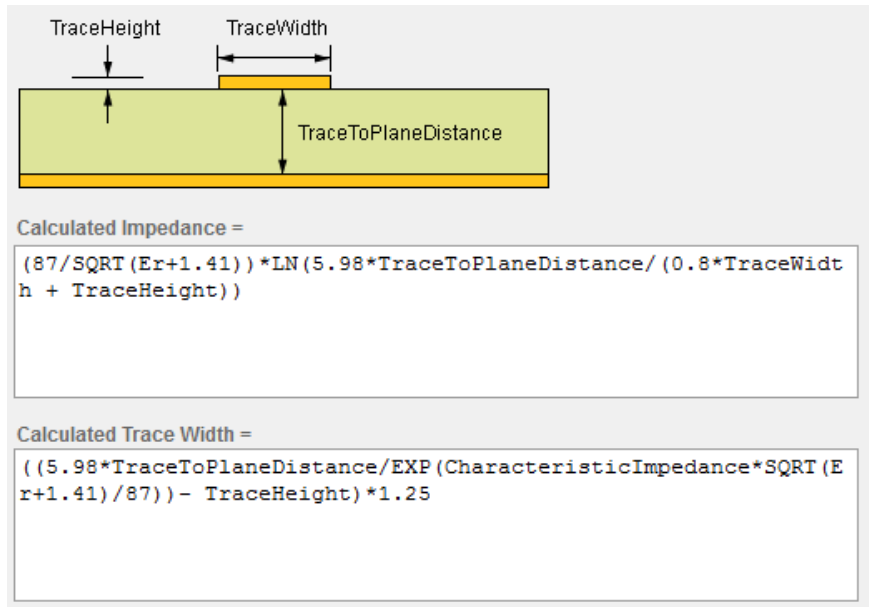 TraceHeight TraceWidth
TraceToPlaneDistance
Calculated Impedance =
(87/SQRT(Er+1.41))*LN(5.98*TraceToPlaneDistance/(0.8*TraceWidt
h + TraceHeight))
Calculated Trace Width =
((5.98*TraceToPlaneDistance/EXP(CharacteristicImpedance*SQRT(E
r+1.41)/87))- TraceHeight)*1.25